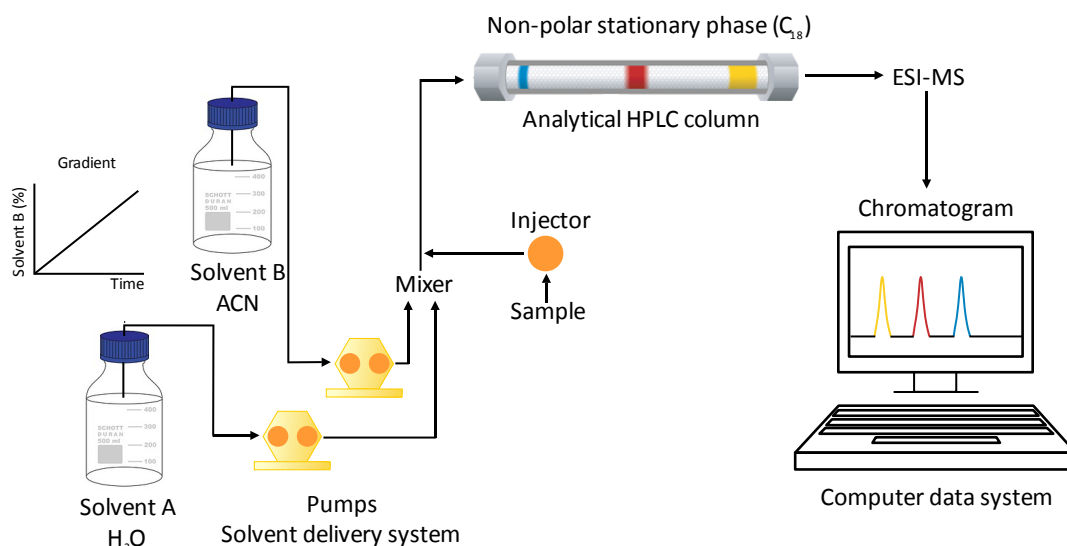 Non-polar stationary phase (C₁₈)
ESI-MS
Analytical HPLC column
Gradient
Solvent B (%)
Time
400
SCHOTT
DURAN
500 ml
300
200
100
Solvent B
ACN
Injector
Sample
Mixer
Chromatogram
400
SCHOTT
DURAN
500 ml
300
200
100
Solvent A
H₂O
Pumps
Solvent delivery system
Computer data system